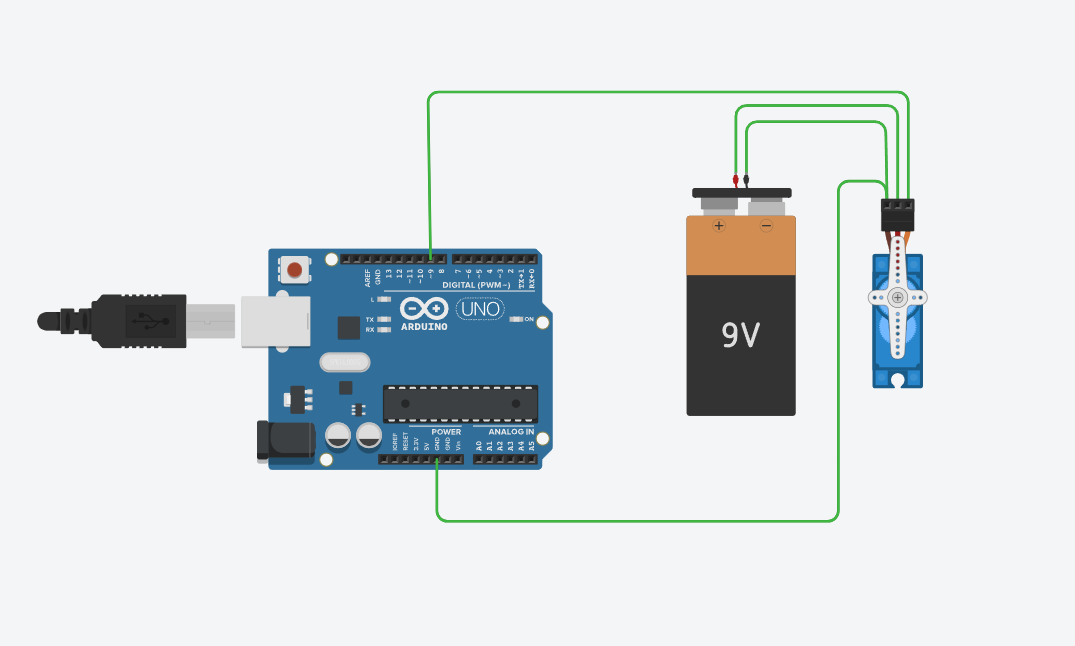 AREF
GND
13
12
~11
~10
~9
8
7
~6
~5
4
~3
2
TX→1
RX←0
DIGITAL (PWM~)
L
TX
RX
ARDUINO
UNO
ON
+
−
9V
POWER
ANALOG IN
IOREF
RESET
3.3V
5V
GND
GND
Vin
A0
A1
A2
A3
A4
A5